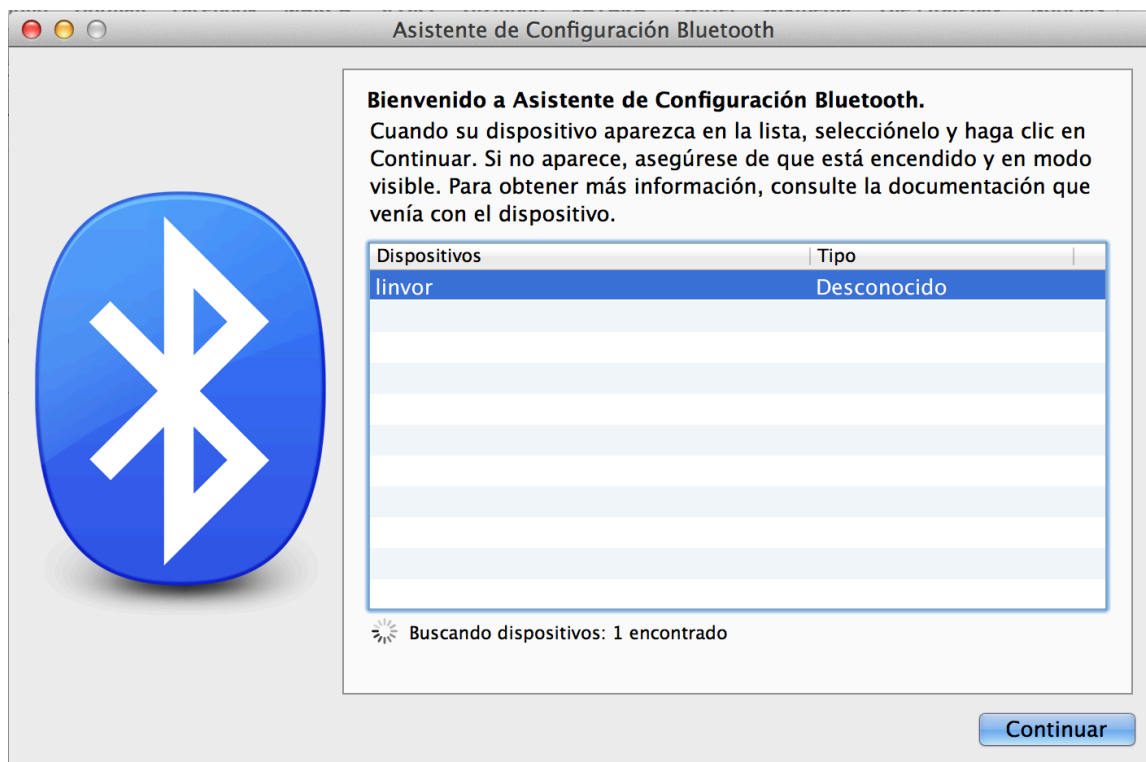 Asistente de Configuración Bluetooth
Bienvenido a Asistente de Configuración Bluetooth.
Cuando su dispositivo aparezca en la lista, selecciónelo y haga clic en
Continuar. Si no aparece, asegúrese de que está encendido y en modo
visible. Para obtener más información, consulte la documentación que
venía con el dispositivo.
Dispositivos Tipo
linvor Desconocido
Buscando dispositivos: 1 encontrado
Continuar